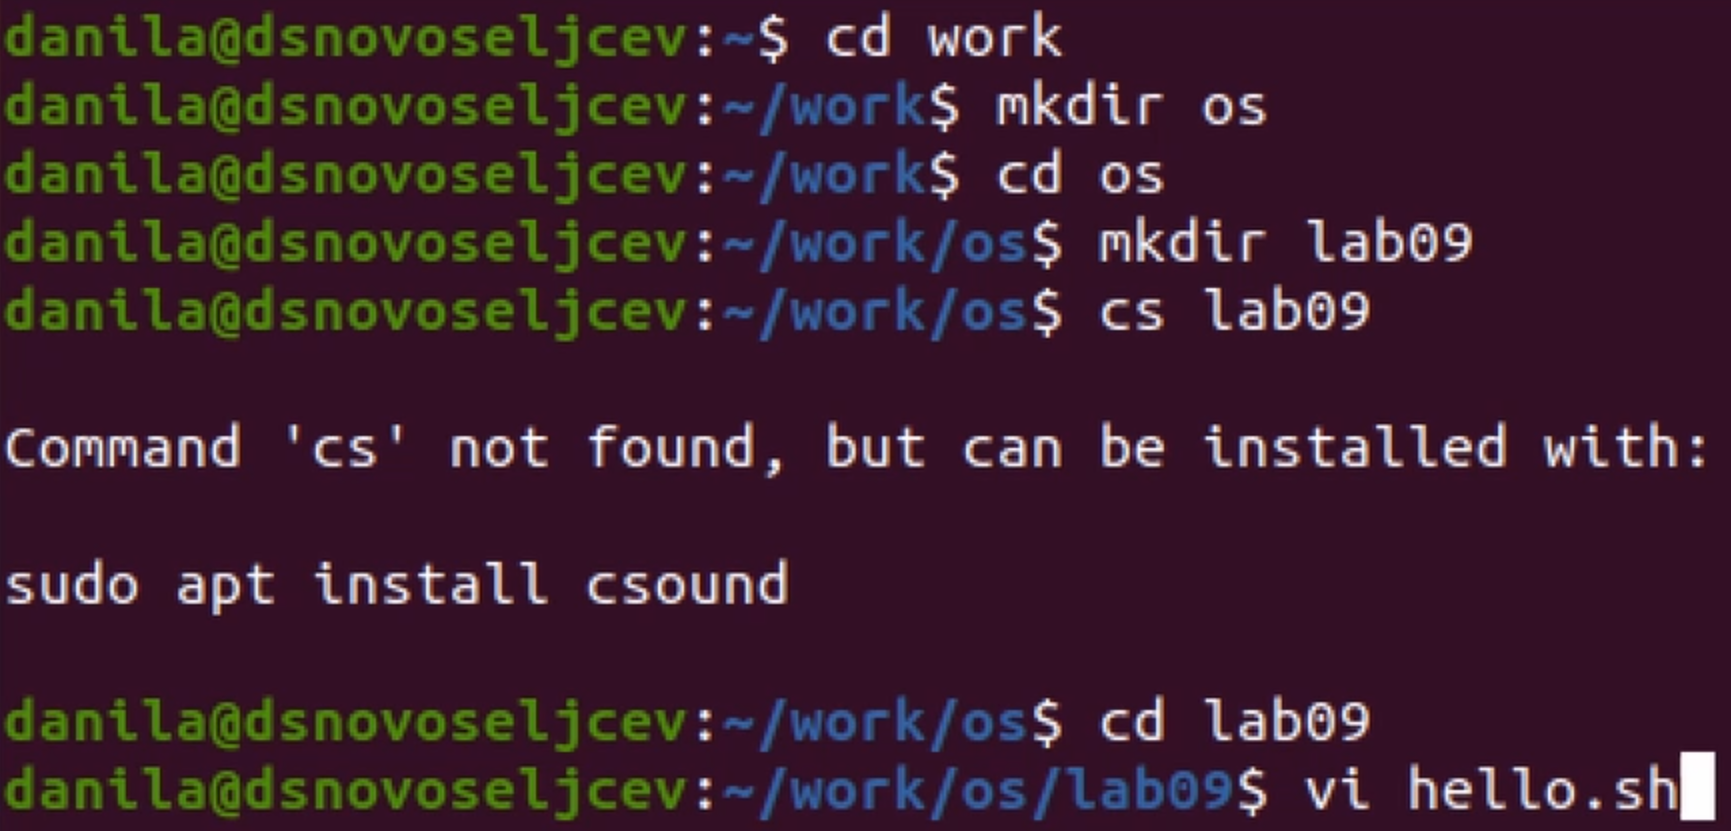 danila@dsnovoseljcev:~$ cd work
danila@dsnovoseljcev:~/work$ mkdir os
danila@dsnovoseljcev:~/work$ cd os
danila@dsnovoseljcev:~/work/os$ mkdir lab09
danila@dsnovoseljcev:~/work/os$ cs lab09
Command 'cs' not found, but can be installed with:
sudo apt install csound
danila@dsnovoseljcev:~/work/os$ cd lab09
danila@dsnovoseljcev:~/work/os/lab09$ vi hello.sh